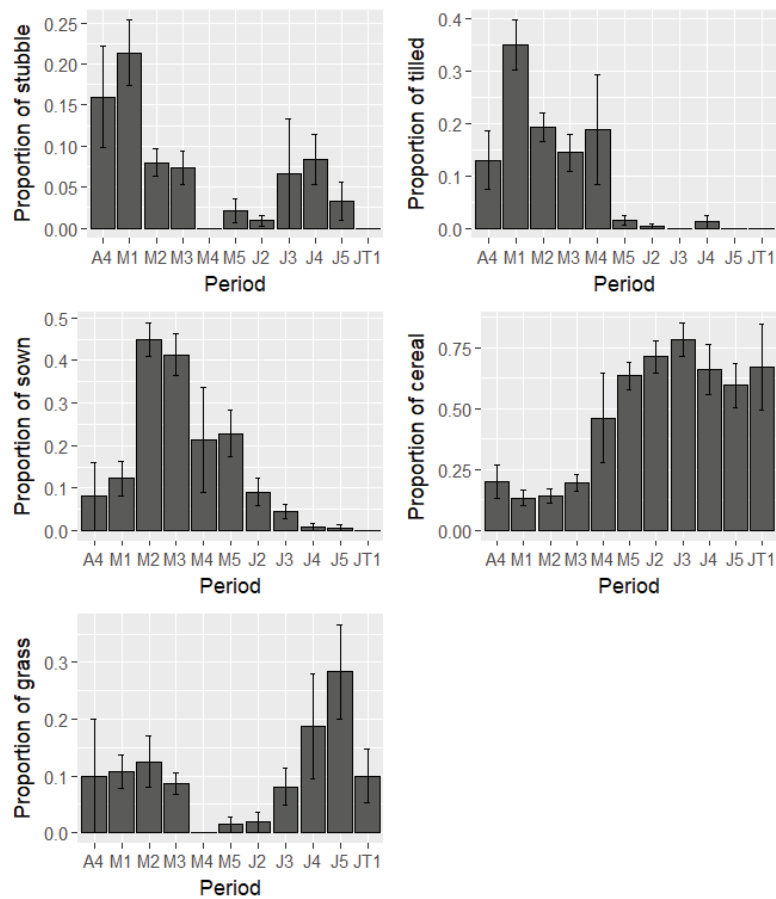 Proportion of stubble
0.25
0.20
0.15
0.10
0.05
0.00
A4 M1 M2 M3 M4 M5 J2 J3 J4 J5 JT1
Period
Proportion of tilled
0.4
0.3
0.2
0.1
0.0
A4 M1 M2 M3 M4 M5 J2 J3 J4 J5 JT1
Period
Proportion of sown
0.5
0.4
0.3
0.2
0.1
0.0
A4 M1 M2 M3 M4 M5 J2 J3 J4 J5 JT1
Period
Proportion of cereal
0.75
0.50
0.25
0.00
A4 M1 M2 M3 M4 M5 J2 J3 J4 J5 JT1
Period
Proportion of grass
0.3
0.2
0.1
0.0
A4 M1 M2 M3 M4 M5 J2 J3 J4 J5 JT1
Period